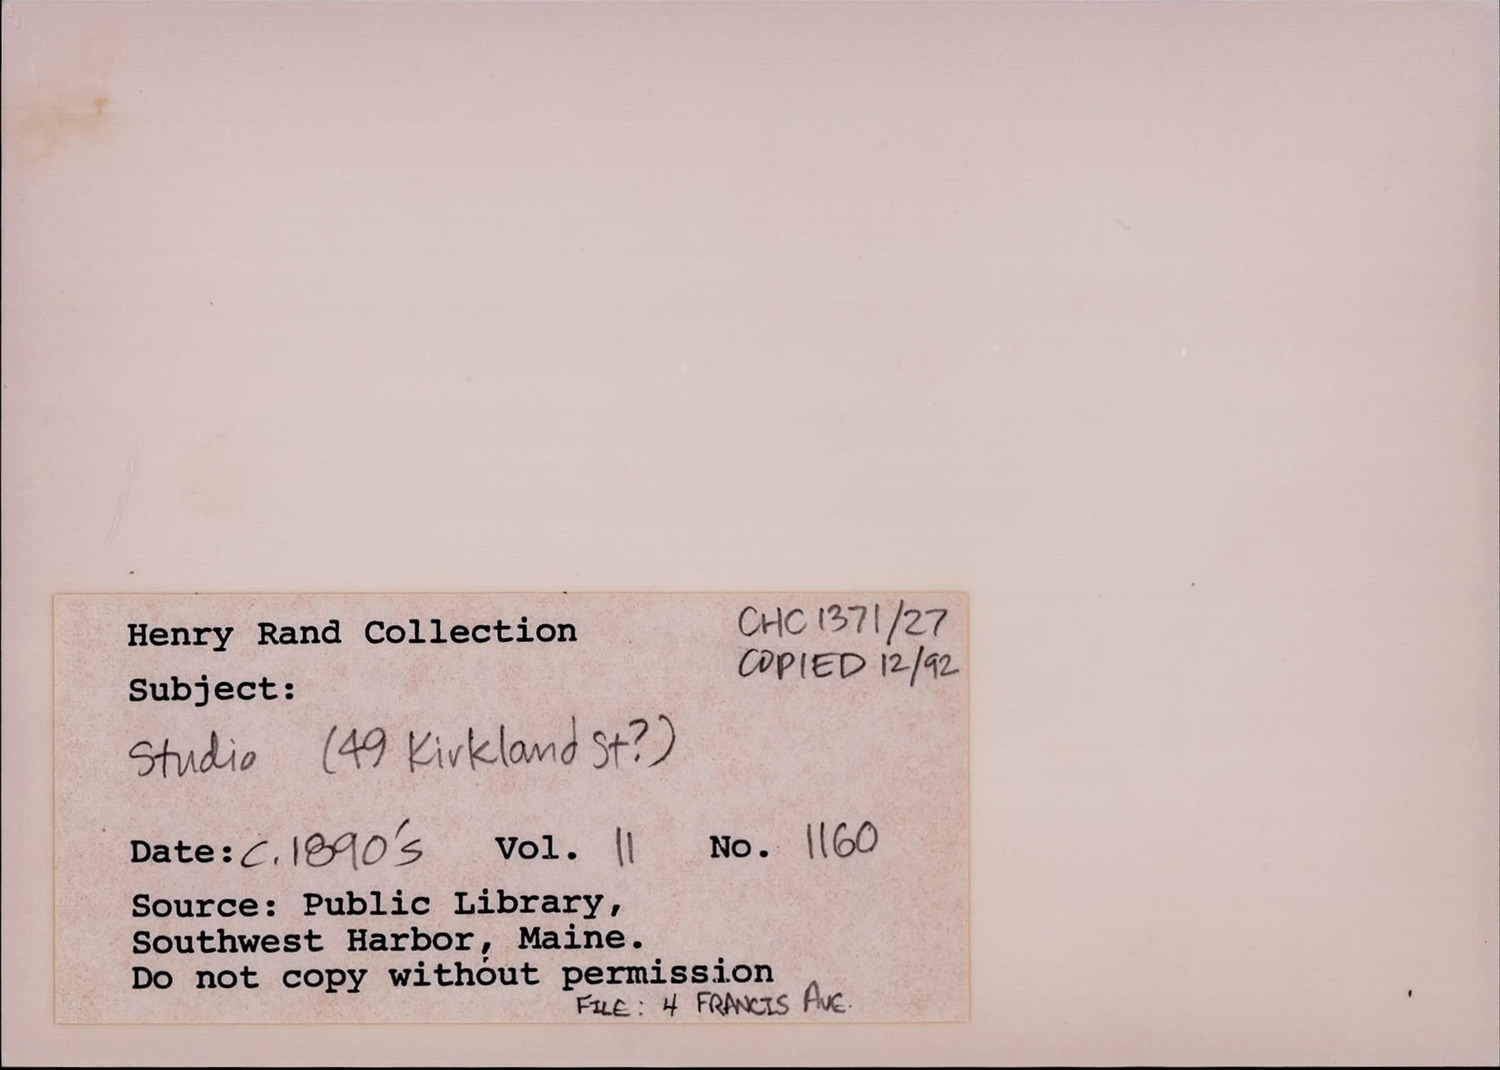 Henry Rand Collection
CHC 1371/27
COPIED 12/92
Subject:
Studio (49 Kirkland St?)
Date: c. 1890's Vol. 11 No. 1160
Source: Public Library,
Southwest Harbor, Maine.
Do not copy without permission
FILE: 4 FRANCIS AVE.